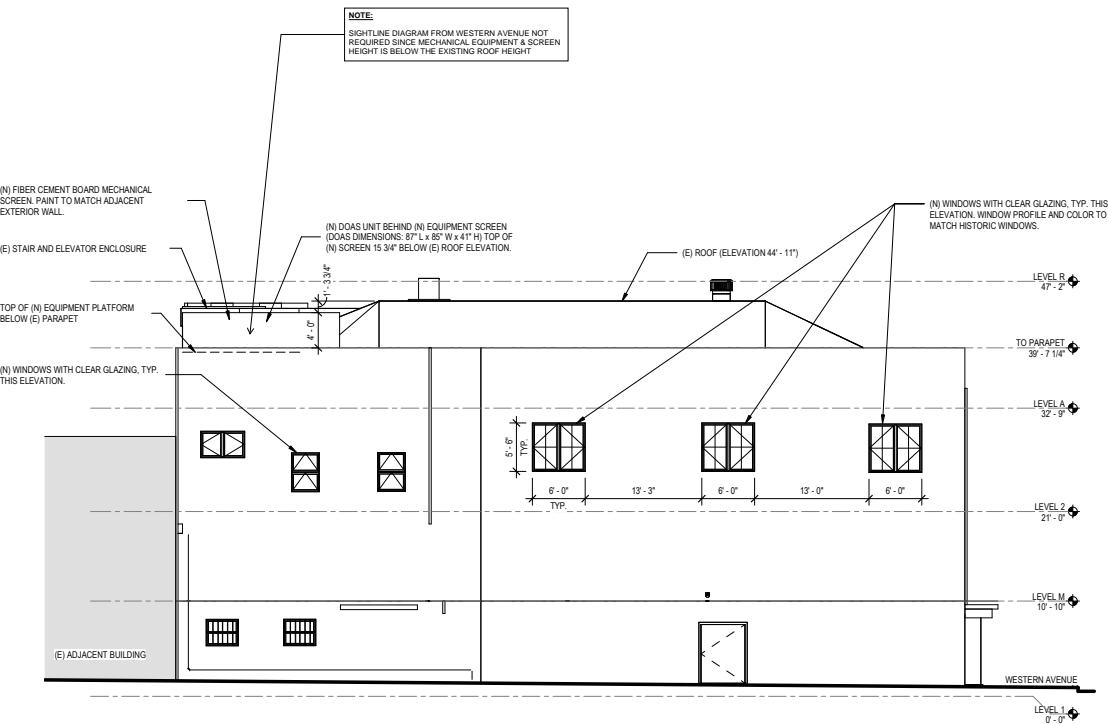 NOTE:
SIGHTLINE DIAGRAM FROM WESTERN AVENUE NOT
REQUIRED SINCE MECHANICAL EQUIPMENT & SCREEN
HEIGHT IS BELOW THE EXISTING ROOF HEIGHT
(N) FIBER CEMENT BOARD MECHANICAL
SCREEN. PAINT TO MATCH ADJACENT
EXTERIOR WALL.
(E) STAIR AND ELEVATOR ENCLOSURE
TOP OF (N) EQUIPMENT PLATFORM
BELOW (E) PARAPET
(N) WINDOWS WITH CLEAR GLAZING, TYP.
THIS ELEVATION.
(N) DOAS UNIT BEHIND (N) EQUIPMENT SCREEN
(DOAS DIMENSIONS: 87" L x 85" W x 41" H) TOP OF
(N) SCREEN 15 3/4" BELOW (E) ROOF ELEVATION.
1' - 3 3/4"
4' - 0"
(E) ROOF (ELEVATION 44' - 11")
(N) WINDOWS WITH CLEAR GLAZING, TYP. THIS
ELEVATION. WINDOW PROFILE AND COLOR TO
MATCH HISTORIC WINDOWS.
LEVEL R
47' - 2"
TO PARAPET
39' - 7 1/4"
LEVEL A
32' - 9"
5' - 6"
TYP.
6' - 0"
TYP.
13' - 3"
6' - 0"
13' - 0"
6' - 0"
LEVEL 2
21' - 0"
LEVEL M
10' - 10"
(E) ADJACENT BUILDING
WESTERN AVENUE
LEVEL 1
0' - 0"